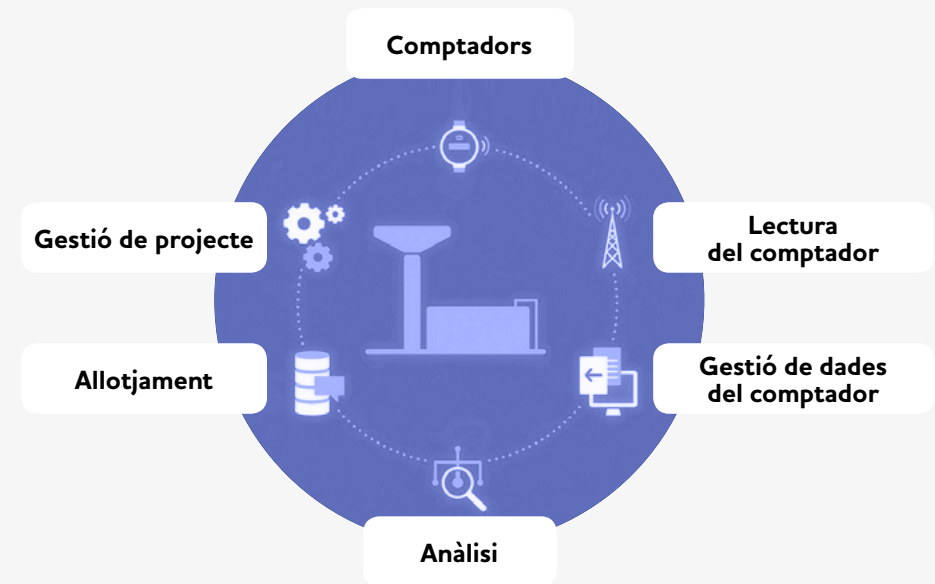 Comptadors
Gestió de projecte
Lectura
del comptador
Allotjament
Gestió de dades
del comptador
Anàlisi